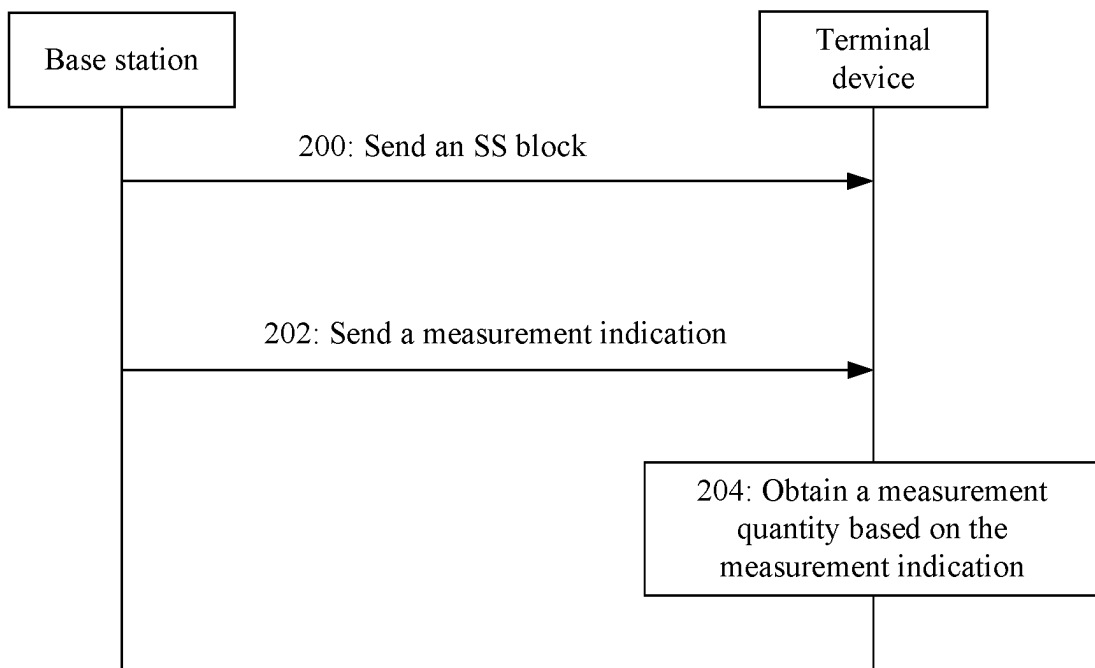 Base station
Terminal
device
200: Send an SS block
202: Send a measurement indication
204: Obtain a measurement
quantity based on the
measurement indication